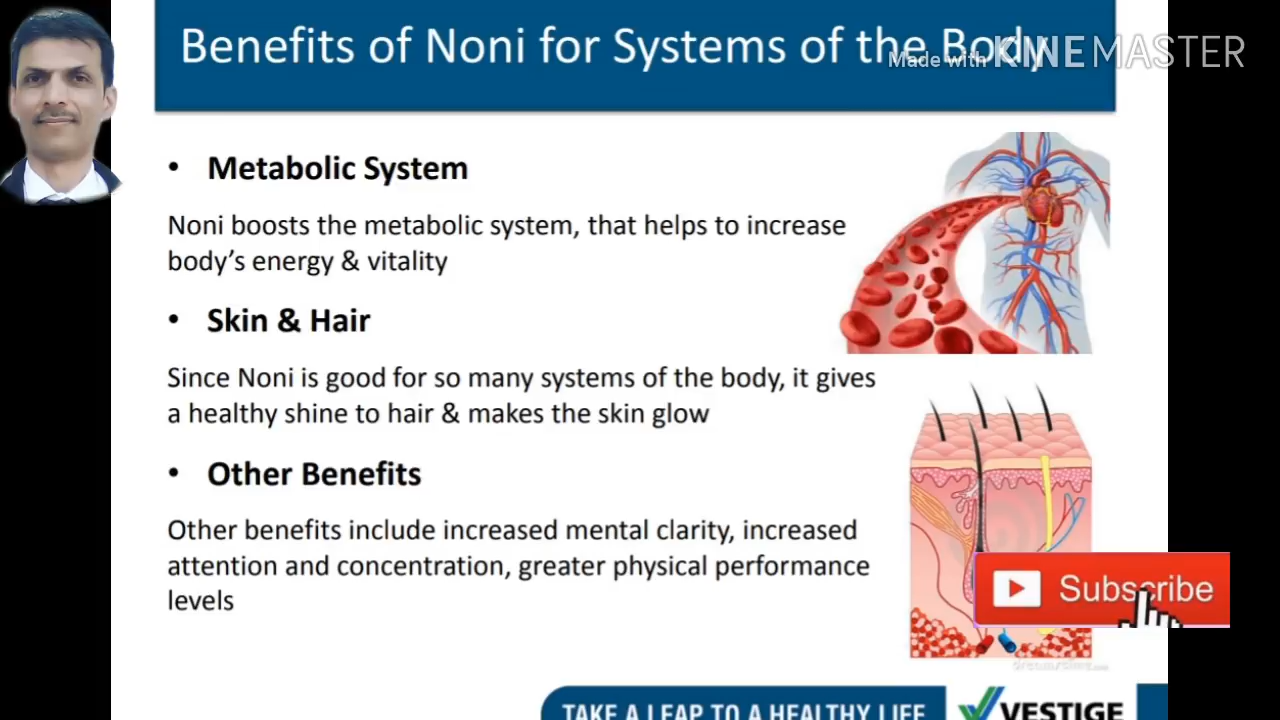 Benefits of Noni for Systems of the Body
Made with KINEMASTER
• Metabolic System
Noni boosts the metabolic system, that helps to increase
body’s energy & vitality
• Skin & Hair
Since Noni is good for so many systems of the body, it gives
a healthy shine to hair & makes the skin glow
• Other Benefits
Other benefits include increased mental clarity, increased
attention and concentration, greater physical performance
levels
Subscribe
dreamstime.com
TAKE A LEAP TO A HEALTHY LIFE
VESTIGE